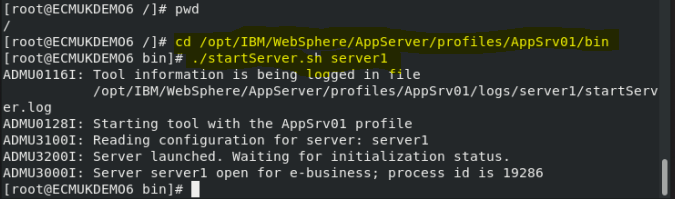 [root@ECMUKDEMO6 /]# pwd
/
[root@ECMUKDEMO6 /]# cd /opt/IBM/WebSphere/AppServer/profiles/AppSrv01/bin
[root@ECMUKDEMO6 bin]# ./startServer.sh server1
ADMU0116I: Tool information is being logged in file
           /opt/IBM/WebSphere/AppServer/profiles/AppSrv01/logs/server1/startServ
er.log
ADMU0128I: Starting tool with the AppSrv01 profile
ADMU3100I: Reading configuration for server: server1
ADMU3200I: Server launched. Waiting for initialization status.
ADMU3000I: Server server1 open for e-business; process id is 19286
[root@ECMUKDEMO6 bin]#